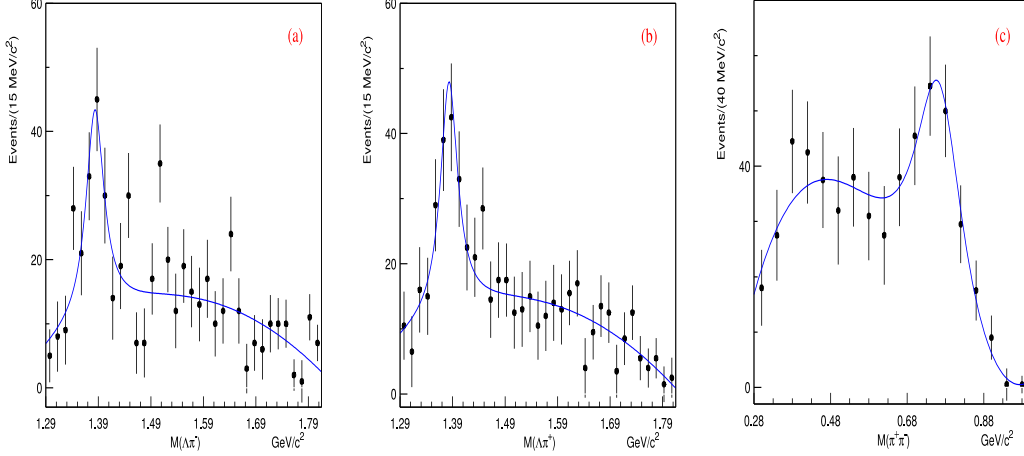 (a)
Events/(15 MeV/c²)
60
40
20
0
1.29 1.39 1.49 1.59 1.69 1.79
M(Λπ⁻) GeV/c²
(b)
Events/(15 MeV/c²)
60
40
20
0
1.29 1.39 1.49 1.59 1.69 1.79
M(Λπ⁺) GeV/c²
(c)
Events/(40 MeV/c²)
40
0
0.28 0.48 0.68 0.88
M(π⁺π⁻) GeV/c²